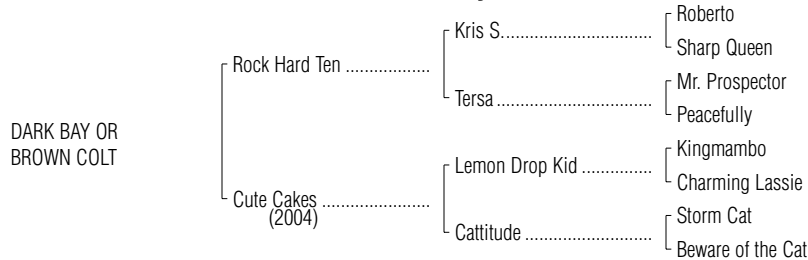 Roberto
Kris S..............................
Sharp Queen
Rock Hard Ten ..................
Mr. Prospector
Tersa ................................
Peacefully
DARK BAY OR
BROWN COLT
Kingmambo
Lemon Drop Kid ...............
Charming Lassie
Cute Cakes .......................
(2004)
Storm Cat
Cattitude ...........................
Beware of the Cat